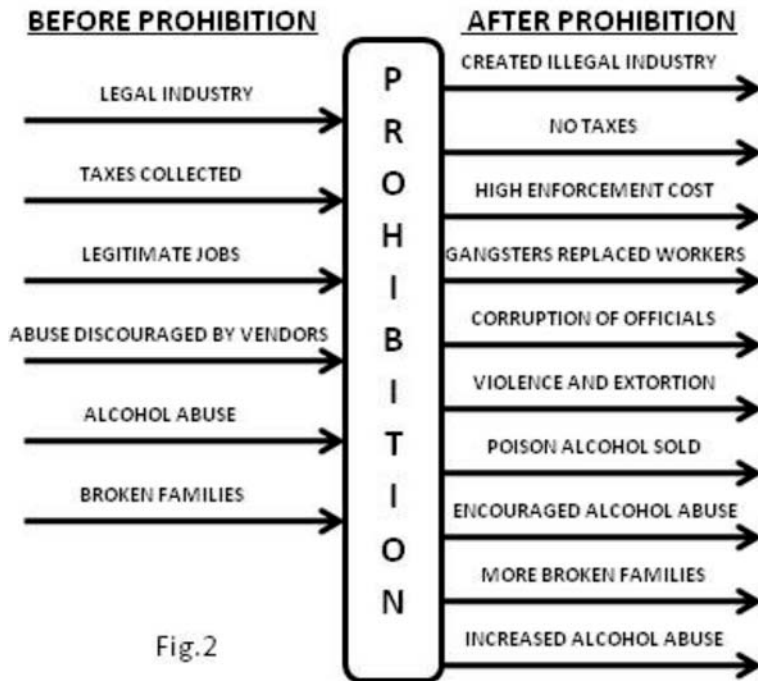 BEFORE PROHIBITION
LEGAL INDUSTRY
TAXES COLLECTED
LEGITIMATE JOBS
ABUSE DISCOURAGED BY VENDORS
ALCOHOL ABUSE
BROKEN FAMILIES
Fig.2
PROHIBITION
AFTER PROHIBITION
CREATED ILLEGAL INDUSTRY
NO TAXES
HIGH ENFORCEMENT COST
GANGSTERS REPLACED WORKERS
CORRUPTION OF OFFICIALS
VIOLENCE AND EXTORTION
POISON ALCOHOL SOLD
ENCOURAGED ALCOHOL ABUSE
MORE BROKEN FAMILIES
INCREASED ALCOHOL ABUSE